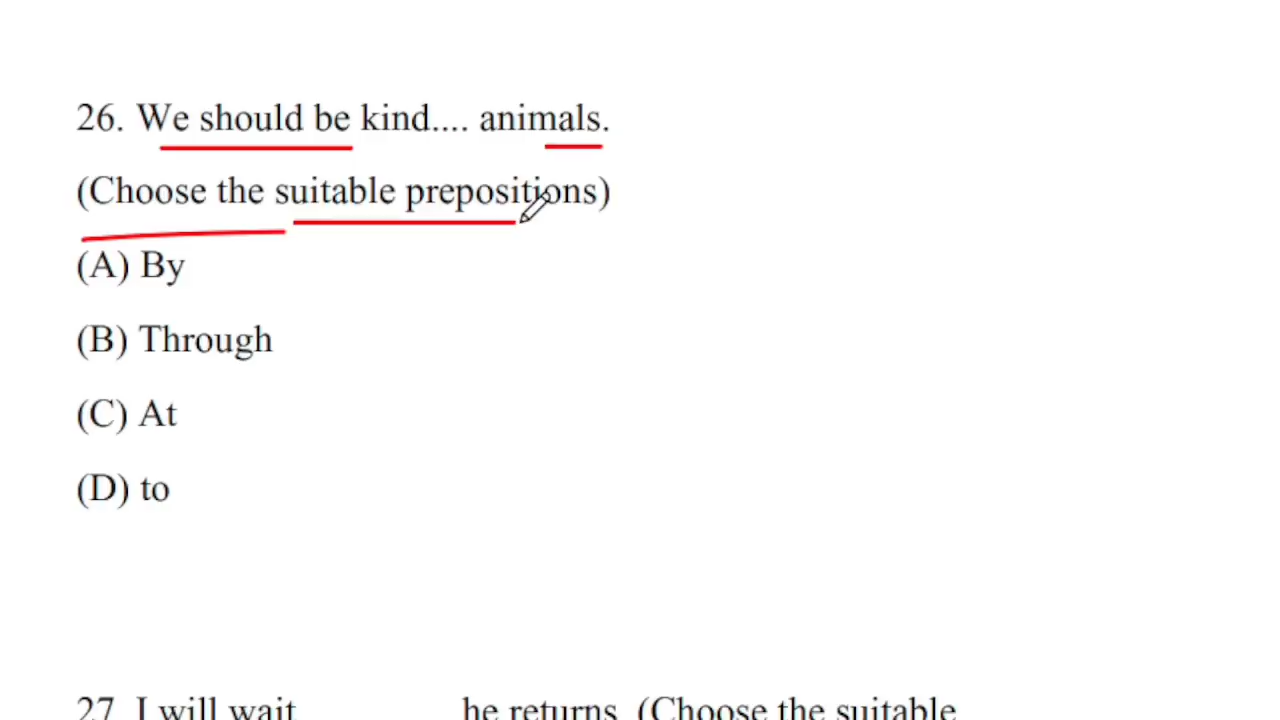 26. We should be kind.... animals.
(Choose the suitable prepositions)
(A) By
(B) Through
(C) At
(D) to
27. I will wait he returns. (Choose the suitable